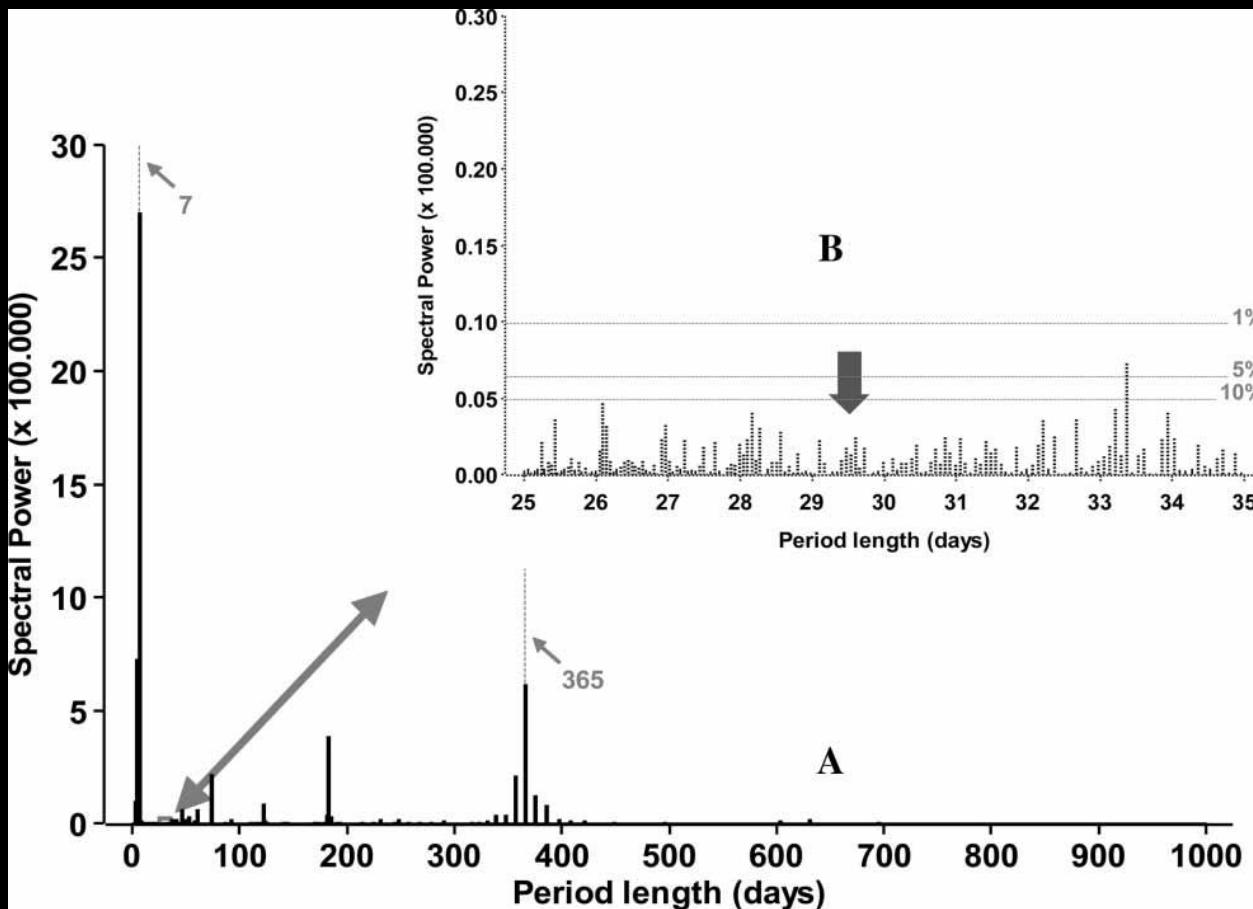 0.30
0.25
0.20
0.15
0.10
0.05
0.00
Spectral Power (x 100.000)
B
1%
5%
10%
25 26 27 28 29 30 31 32 33 34 35
Period length (days)
30
25
20
15
10
5
0
Spectral Power (x 100.000)
7
365
A
0 100 200 300 400 500 600 700 800 900 1000
Period length (days)